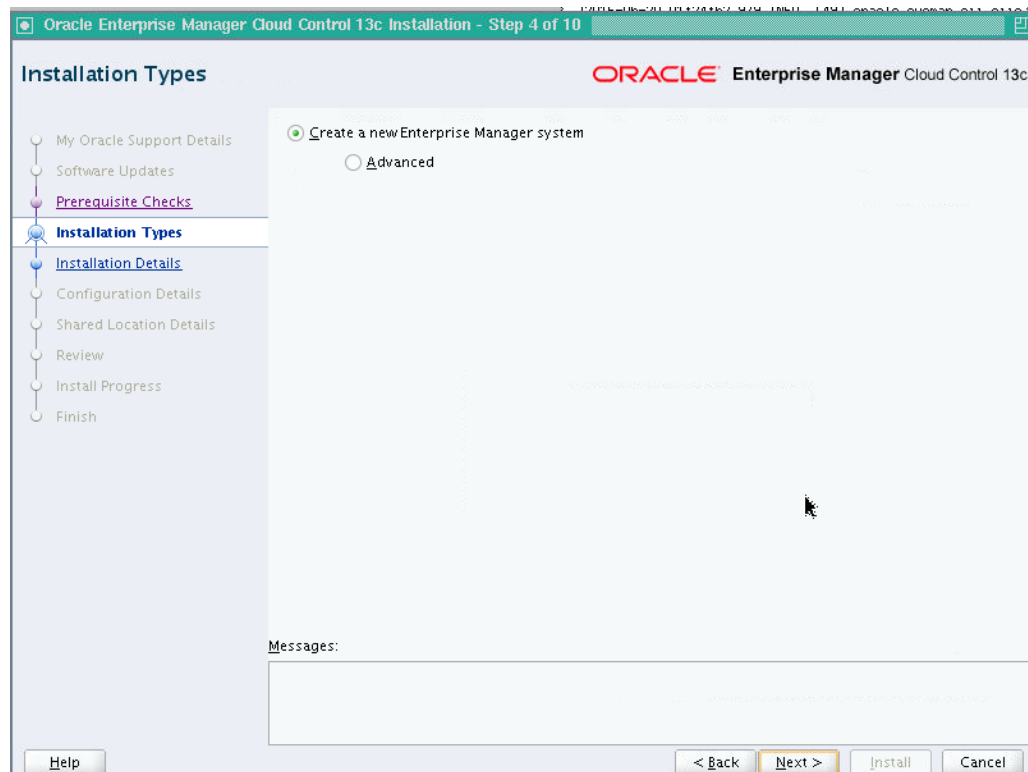 Oracle Enterprise Manager Cloud Control 13c Installation - Step 4 of 10
Installation Types
ORACLE Enterprise Manager Cloud Control 13c
My Oracle Support Details
Software Updates
Prerequisite Checks
Installation Types
Installation Details
Configuration Details
Shared Location Details
Review
Install Progress
Finish
Create a new Enterprise Manager system
Advanced
Messages:
Help
< Back
Next >
Install
Cancel